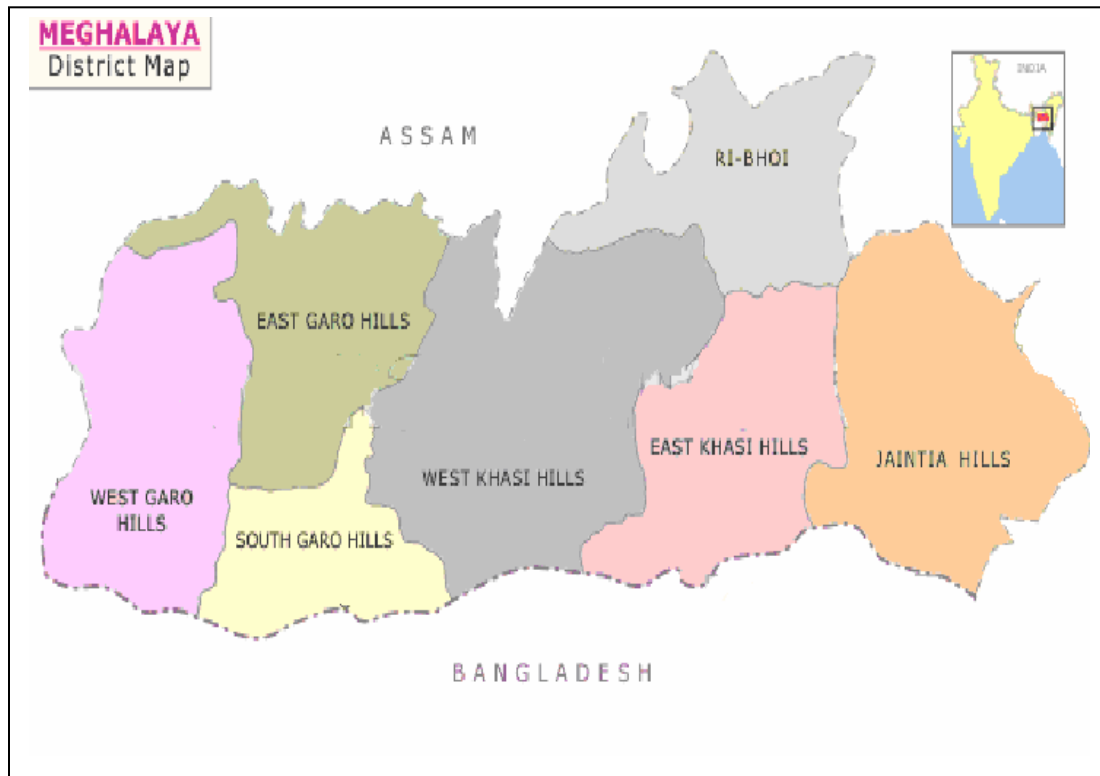 MEGHALAYA
District Map
INDIA
ASSAM
RI-BHOI
EAST GARO HILLS
EAST KHASI HILLS
JAINTIA HILLS
WEST KHASI HILLS
WEST GARO
HILLS
SOUTH GARO HILLS
BANGLADESH